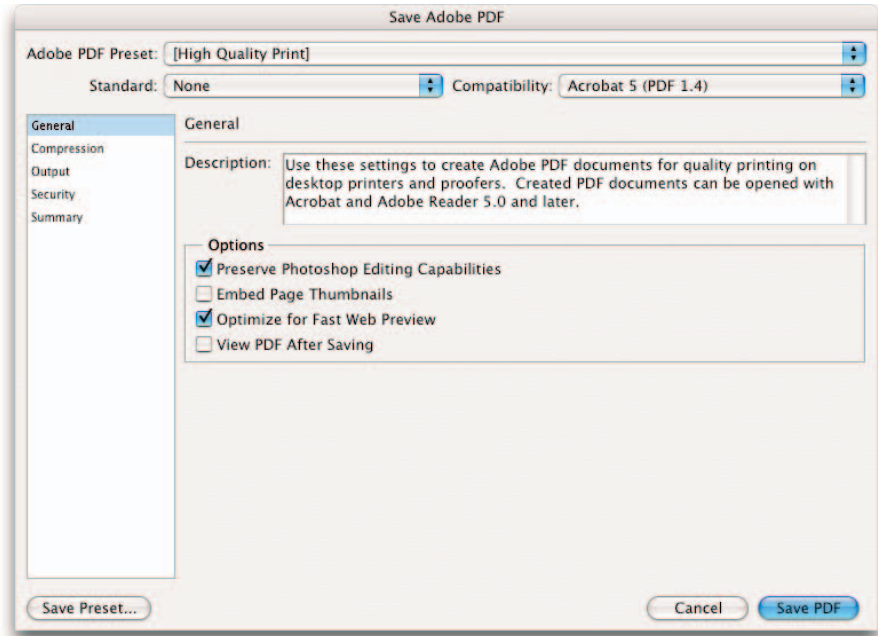 Save Adobe PDF
Adobe PDF Preset: [High Quality Print]
Standard: None Compatibility: Acrobat 5 (PDF 1.4)
General
Compression
Output
Security
Summary
General
Description: Use these settings to create Adobe PDF documents for quality printing on
desktop printers and proofers.  Created PDF documents can be opened with
Acrobat and Adobe Reader 5.0 and later.
Options
Preserve Photoshop Editing Capabilities
Embed Page Thumbnails
Optimize for Fast Web Preview
View PDF After Saving
Save Preset... Cancel Save PDF